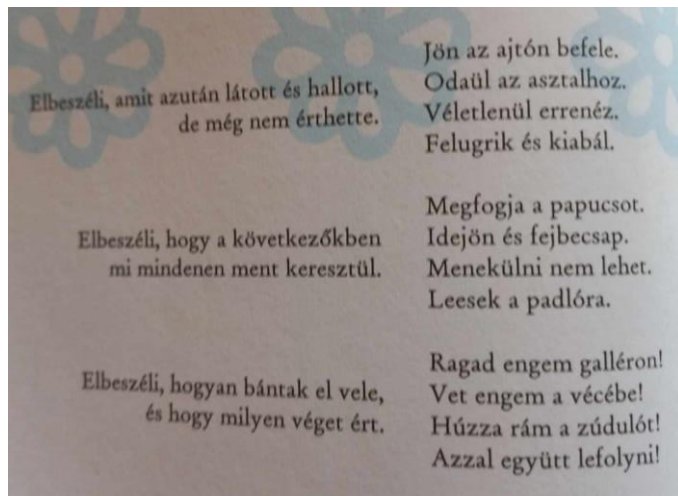 Elbeszéli, amit azután látott és hallott,
de még nem érthette.
Jön az ajtón befele.
Odaül az asztalhoz.
Véletlenül errenéz.
Felugrik és kiabál.
Elbeszéli, hogy a következőkben
mi mindenen ment keresztül.
Megfogja a papucsot.
Idejön és fejbecsap.
Menekülni nem lehet.
Leesek a padlóra.
Elbeszéli, hogyan bántak el vele,
és hogy milyen véget ért.
Ragad engem galléron!
Vet engem a vécébe!
Húzza rám a zúdulót!
Azzal együtt lefolyni!